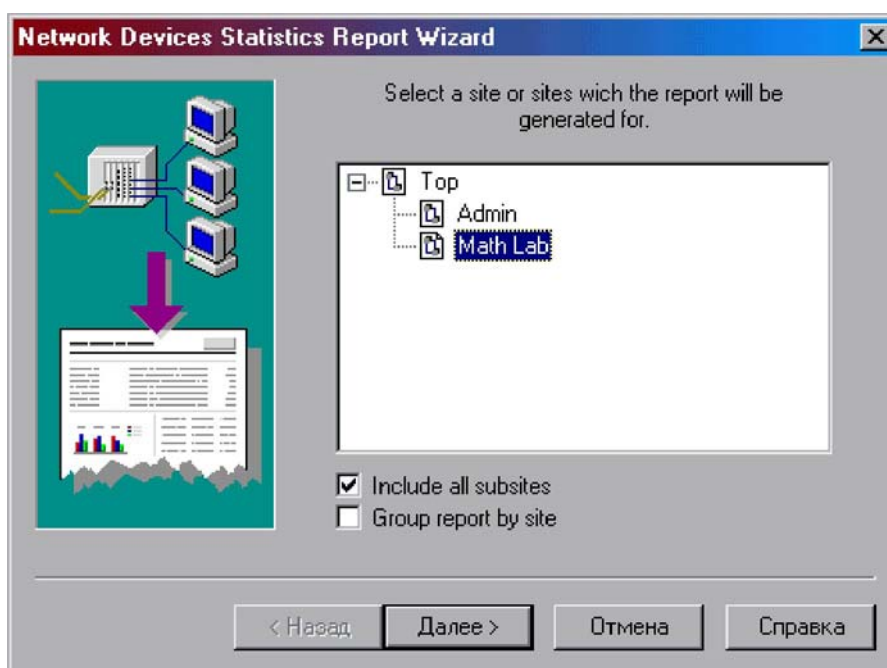 Network Devices Statistics Report Wizard
Select a site or sites wich the report will be
generated for.
Top
Admin
Math Lab
Include all subsites
Group report by site
< Назад
Далее >
Отмена
Справка